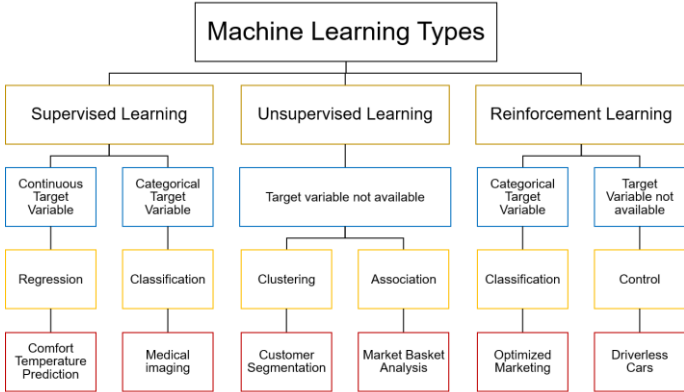 Machine Learning Types
Supervised Learning
Unsupervised Learning
Reinforcement Learning
Continuous
Target
Variable
Categorical
Target
Variable
Target variable not available
Categorical
Target
Variable
Target
Variable not
available
Regression
Classification
Clustering
Association
Classification
Control
Comfort
Temperature
Prediction
Medical
imaging
Customer
Segmentation
Market Basket
Analysis
Optimized
Marketing
Driverless
Cars